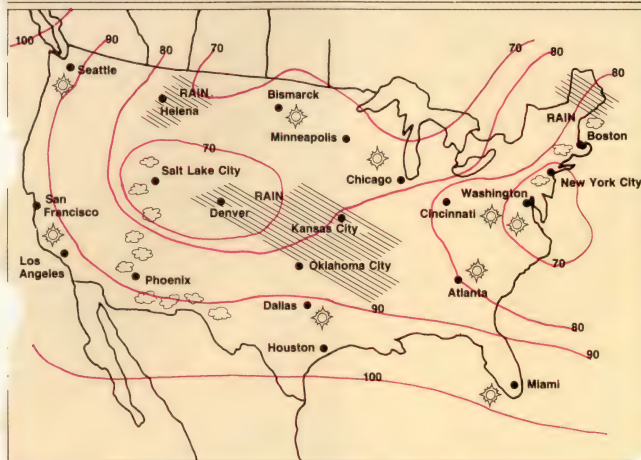 100
90
80
70
70
80
80
Seattle
RAIN
Helena
Bismarck
Minneapolis
RAIN
Boston
70
Salt Lake City
Chicago
New York City
San
Francisco
RAIN
Denver
Washington
Cincinnati
Kansas City
Los
Angeles
Oklahoma City
70
Phoenix
Atlanta
Dallas
90
80
Houston
90
100
Miami